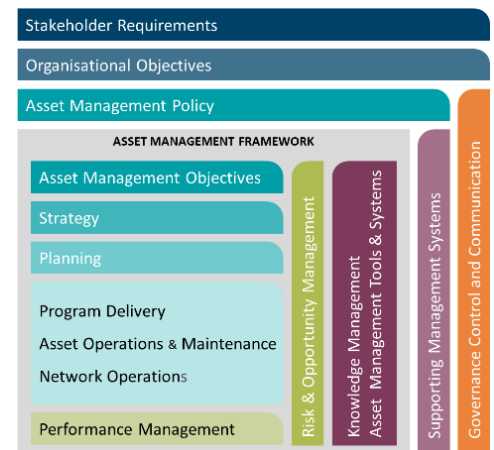 Stakeholder Requirements
Organisational Objectives
Asset Management Policy
ASSET MANAGEMENT FRAMEWORK
Asset Management Objectives
Strategy
Planning
Program Delivery
Asset Operations & Maintenance
Network Operations
Performance Management
Risk & Opportunity Management
Knowledge Management
Asset Management Tools & Systems
Supporting Management Systems
Governance Control and Communication